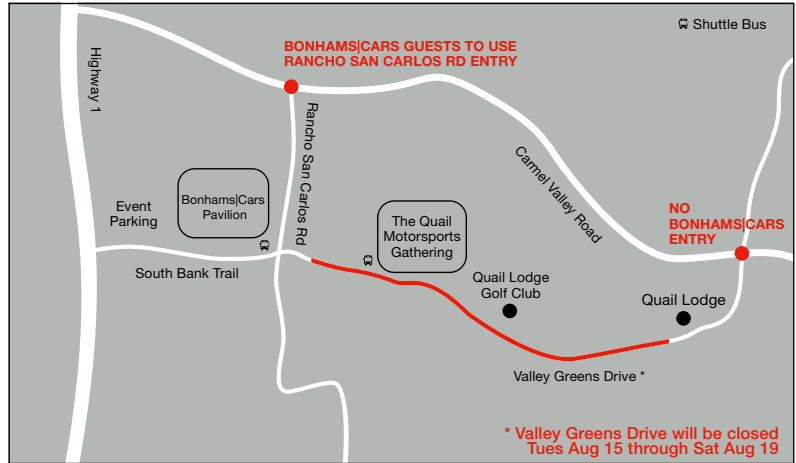 Shuttle Bus
BONHAMS|CARS GUESTS TO USE
RANCHO SAN CARLOS RD ENTRY
Highway 1
Rancho San Carlos Rd
Carmel Valley Road
Bonhams|Cars
Pavilion
Event
Parking
The Quail
Motorsports
Gathering
NO
BONHAMS|CARS
ENTRY
South Bank Trail
Quail Lodge
Golf Club
Quail Lodge
Valley Greens Drive *
* Valley Greens Drive will be closed
Tues Aug 15 through Sat Aug 19